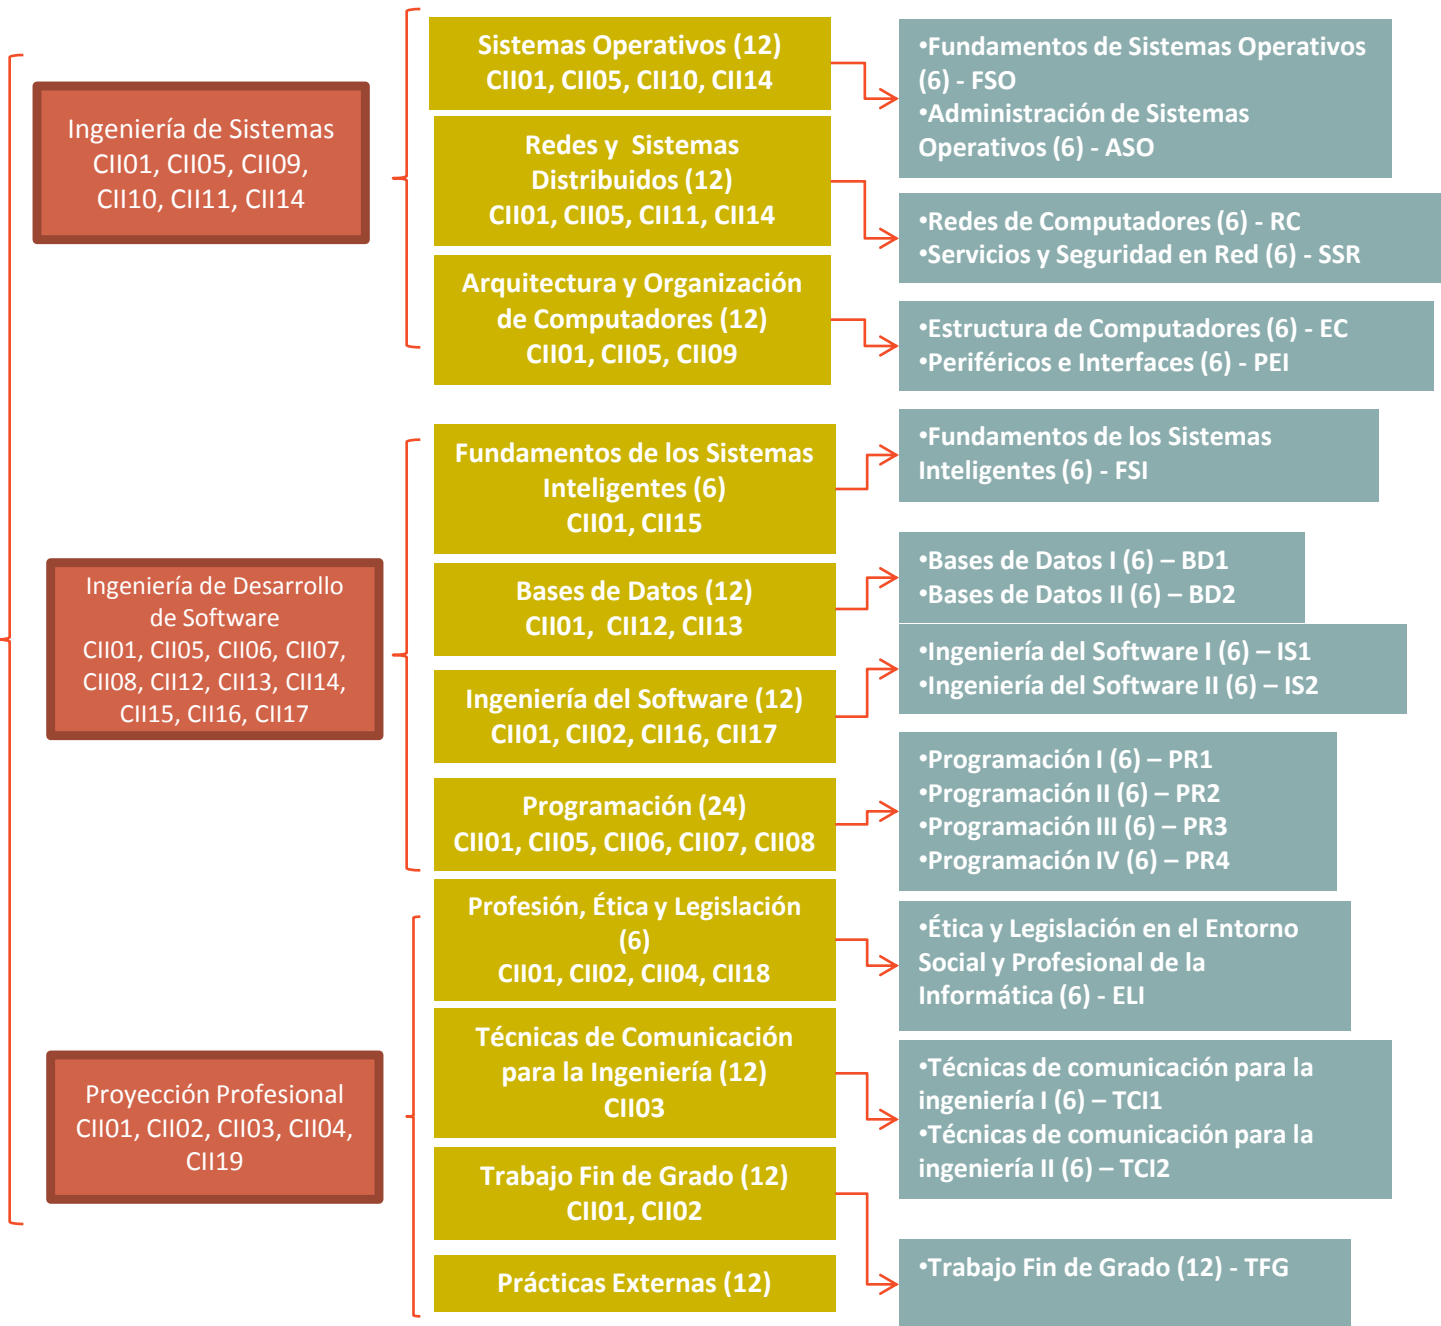 Ingeniería de Sistemas
CII01, CII05, CII09,
CII10, CII11, CII14
Sistemas Operativos (12)
CII01, CII05, CII10, CII14
Redes y Sistemas
Distribuidos (12)
CII01, CII05, CII11, CII14
Arquitectura y Organización
de Computadores (12)
CII01, CII05, CII09
•Fundamentos de Sistemas Operativos
(6) - FSO
•Administración de Sistemas
Operativos (6) - ASO
•Redes de Computadores (6) - RC
•Servicios y Seguridad en Red (6) - SSR
•Estructura de Computadores (6) - EC
•Periféricos e Interfaces (6) - PEI
Ingeniería de Desarrollo
de Software
CII01, CII05, CII06, CII07,
CII08, CII12, CII13, CII14,
CII15, CII16, CII17
Fundamentos de los Sistemas
Inteligentes (6)
CII01, CII15
Bases de Datos (12)
CII01, CII12, CII13
Ingeniería del Software (12)
CII01, CII02, CII16, CII17
Programación (24)
CII01, CII05, CII06, CII07, CII08
•Fundamentos de los Sistemas
Inteligentes (6) - FSI
•Bases de Datos I (6) – BD1
•Bases de Datos II (6) – BD2
•Ingeniería del Software I (6) – IS1
•Ingeniería del Software II (6) – IS2
•Programación I (6) – PR1
•Programación II (6) – PR2
•Programación III (6) – PR3
•Programación IV (6) – PR4
Proyección Profesional
CII01, CII02, CII03, CII04,
CII19
Profesión, Ética y Legislación
(6)
CII01, CII02, CII04, CII18
Técnicas de Comunicación
para la Ingeniería (12)
CII03
Trabajo Fin de Grado (12)
CII01, CII02
Prácticas Externas (12)
•Ética y Legislación en el Entorno
Social y Profesional de la
Informática (6) - ELI
•Técnicas de comunicación para la
ingeniería I (6) – TCI1
•Técnicas de comunicación para la
ingeniería II (6) – TCI2
•Trabajo Fin de Grado (12) - TFG